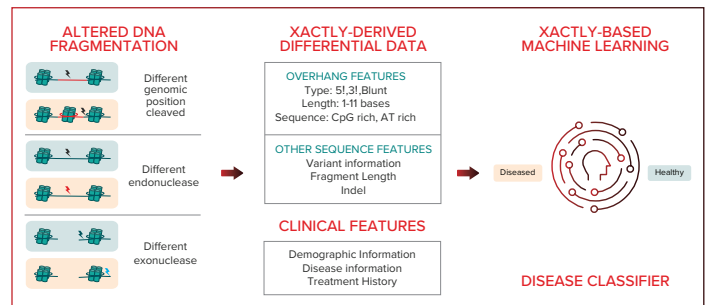 ALTERED DNA
FRAGMENTATION
Different
genomic
position
cleaved
Different
endonuclease
Different
exonuclease
XACTLY-DERIVED
DIFFERENTIAL DATA
OVERHANG FEATURES
Type: 5!,3!,Blunt
Length: 1-11 bases
Sequence: CpG rich, AT rich
OTHER SEQUENCE FEATURES
Variant information
Fragment Length
Indel
CLINICAL FEATURES
Demographic Information
Disease information
Treatment History
XACTLY-BASED
MACHINE LEARNING
Diseased
Healthy
DISEASE CLASSIFIER